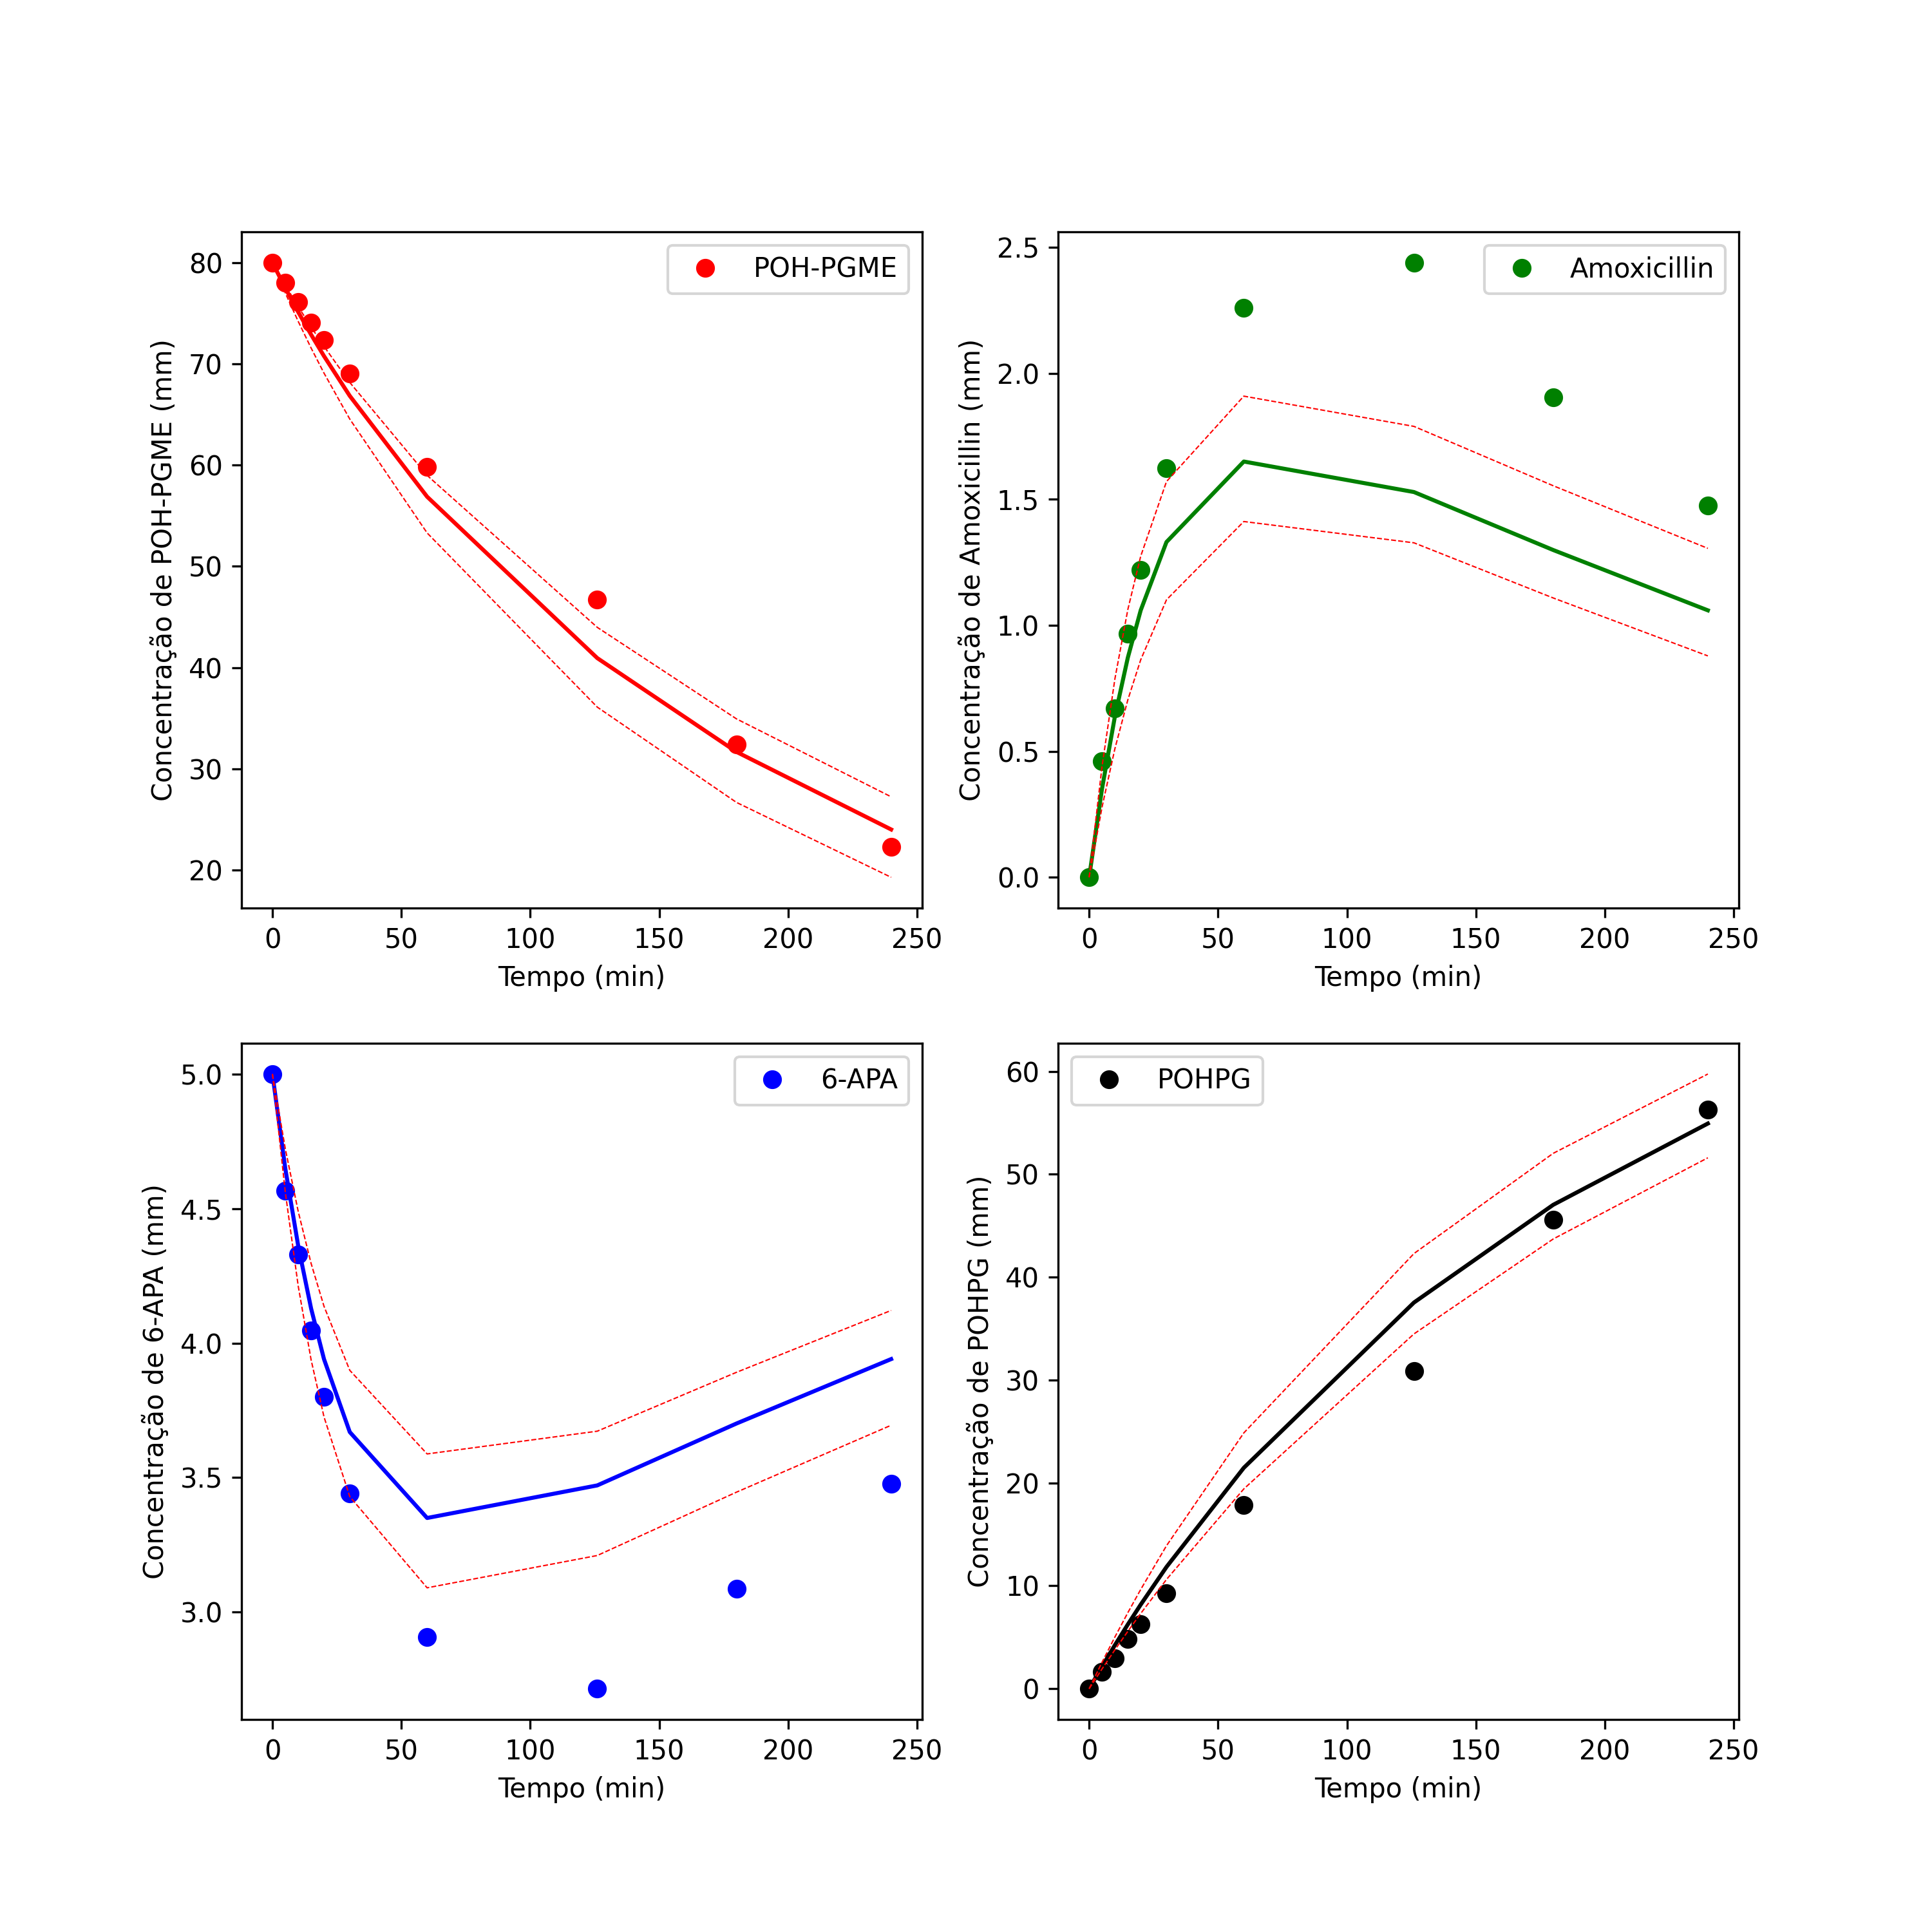 POH-PGME
Concentração de POH-PGME (mm)
80
70
60
50
40
30
20
0 50 100 150 200 250
Tempo (min)
Amoxicillin
Concentração de Amoxicillin (mm)
2.5
2.0
1.5
1.0
0.5
0.0
0 50 100 150 200 250
Tempo (min)
6-APA
Concentração de 6-APA (mm)
5.0
4.5
4.0
3.5
3.0
0 50 100 150 200 250
Tempo (min)
POHPG
Concentração de POHPG (mm)
60
50
40
30
20
10
0
0 50 100 150 200 250
Tempo (min)